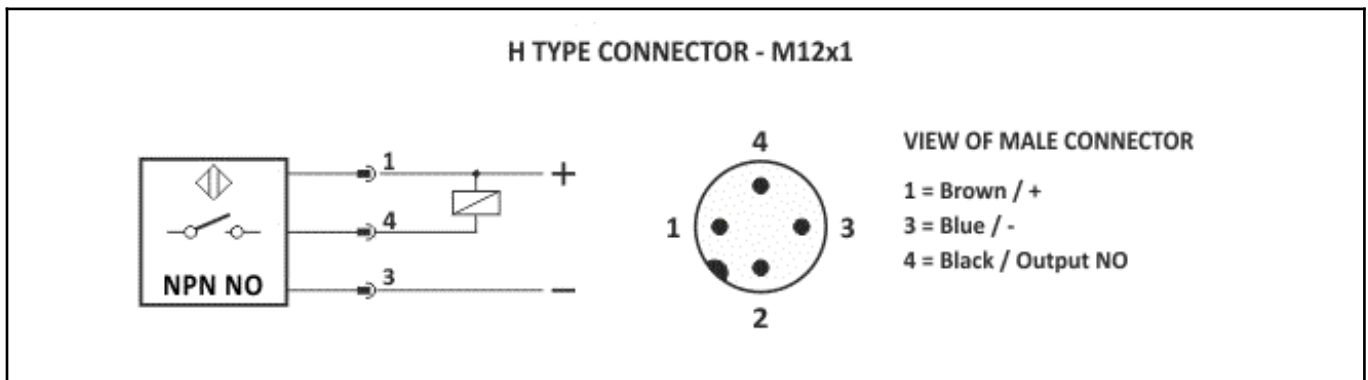 H TYPE CONNECTOR - M12x1
1
+
4
NPN NO
3
−
4
1
3
2
VIEW OF MALE CONNECTOR
1 = Brown / +
3 = Blue / -
4 = Black / Output NO